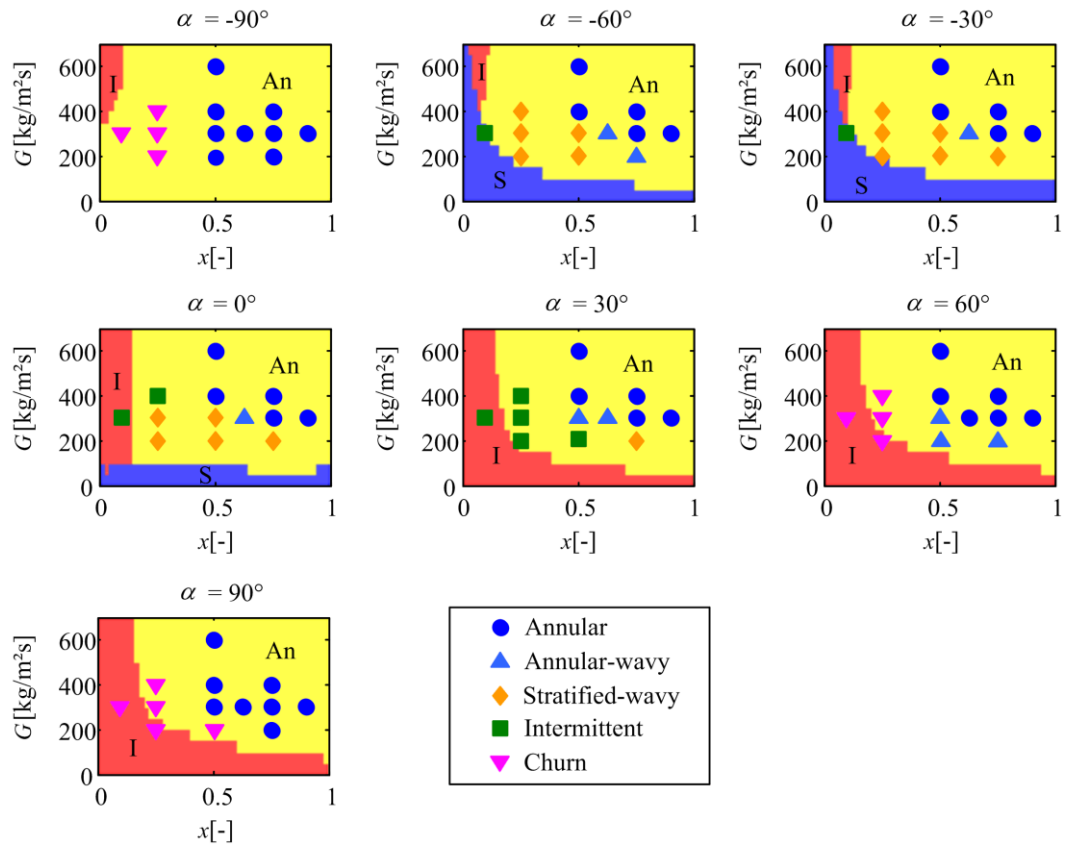 α = -90°
α = -60°
α = -30°
G[kg/m²s]
600
400
200
0
I
An
0
0.5
1
x[-]
G[kg/m²s]
600
400
200
0
I
An
S
0
0.5
1
x[-]
G[kg/m²s]
600
400
200
0
I
An
S
0
0.5
1
x[-]
α = 0°
α = 30°
α = 60°
G[kg/m²s]
600
400
200
0
I
An
S
0
0.5
1
x[-]
G[kg/m²s]
600
400
200
0
An
I
0
0.5
1
x[-]
G[kg/m²s]
600
400
200
0
An
I
0
0.5
1
x[-]
α = 90°
G[kg/m²s]
600
400
200
0
An
I
0
0.5
1
x[-]
Annular
Annular-wavy
Stratified-wavy
Intermittent
Churn